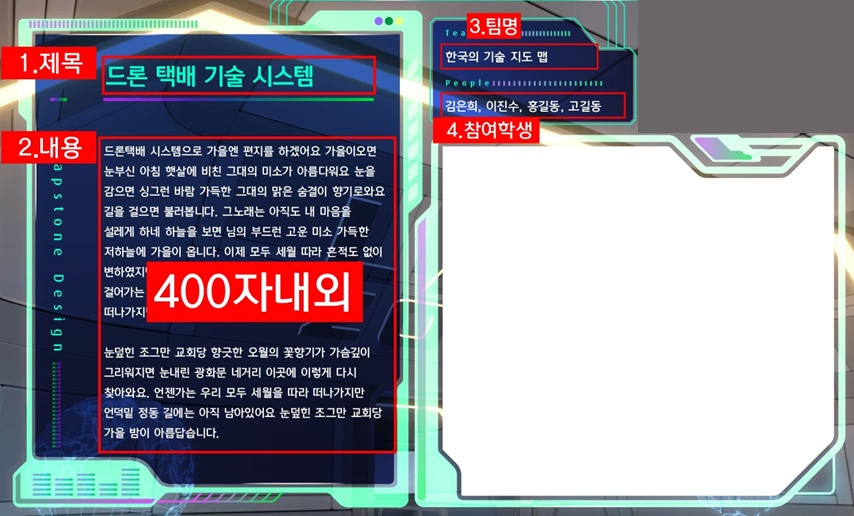 1.제목
드론 택배 기술 시스템
2.내용
드론택배 시스템으로 가을엔 편지를 하겠어요 가을이오면
눈부신 아침 햇살에 비친 그대의 미소가 아름다워요 눈을
감으면 싱그런 바람 가득한 그대의 맑은 숨결이 향기로와요
길을 걸으면 불러봅니다. 그노래는 아직도 내 마음을
설레게 하네 하늘을 보면 님의 부드런 고운 미소 가득한
저하늘에 가을이 옵니다. 이제 모두 세월 따라 흔적도 없이
변하였지
걸어가는
떠나가지
400자내외
눈덮힌 조그만 교회당 향긋한 오월의 꽃향기가 가슴깊이
그리워지면 눈내린 광화문 네거리 이곳에 이렇게 다시
찾아와요. 언젠가는 우리 모두 세월을 따라 떠나가지만
언덕밑 정동 길에는 아직 남아있어요 눈덮힌 조그만 교회당
가을 밤이 아름답습니다.
apstone Design
3.팀명
Tea
한국의 기술 지도 맵
People
김은희, 이진수, 홍길동, 고길동
4.참여학생